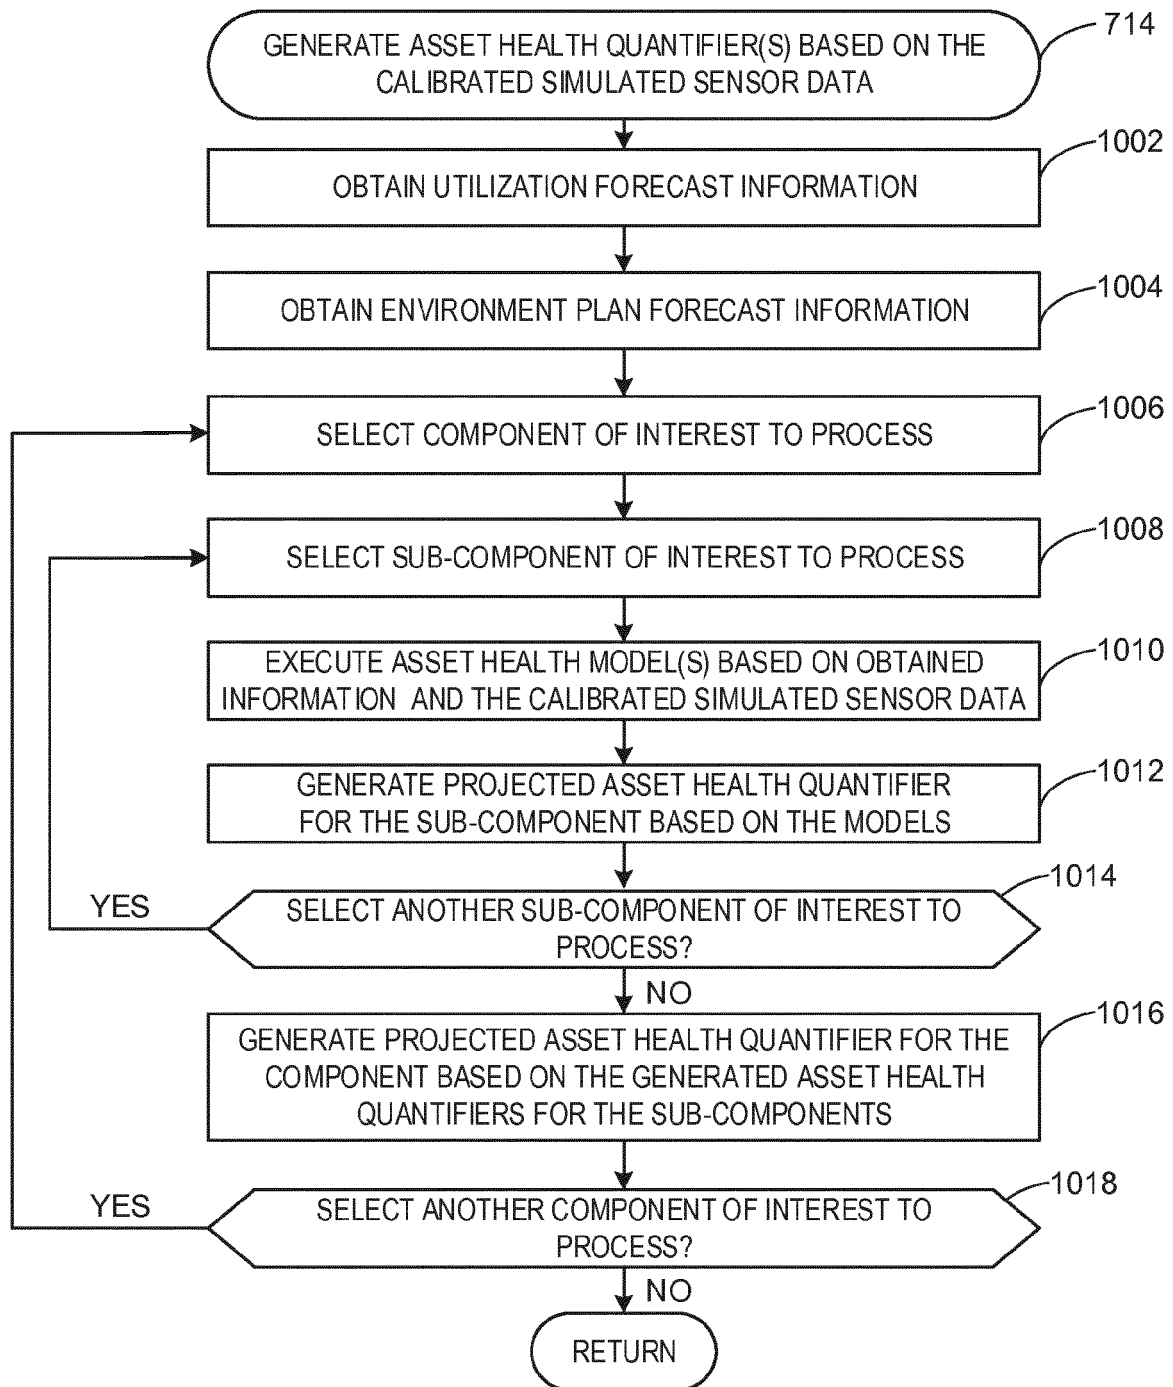 GENERATE ASSET HEALTH QUANTIFIER(S) BASED ON THE
CALIBRATED SIMULATED SENSOR DATA
714
OBTAIN UTILIZATION FORECAST INFORMATION
1002
OBTAIN ENVIRONMENT PLAN FORECAST INFORMATION
1004
SELECT COMPONENT OF INTEREST TO PROCESS
1006
SELECT SUB-COMPONENT OF INTEREST TO PROCESS
1008
EXECUTE ASSET HEALTH MODEL(S) BASED ON OBTAINED
INFORMATION AND THE CALIBRATED SIMULATED SENSOR DATA
1010
GENERATE PROJECTED ASSET HEALTH QUANTIFIER
FOR THE SUB-COMPONENT BASED ON THE MODELS
1012
SELECT ANOTHER SUB-COMPONENT OF INTEREST TO
PROCESS?
1014
YES
NO
GENERATE PROJECTED ASSET HEALTH QUANTIFIER FOR THE
COMPONENT BASED ON THE GENERATED ASSET HEALTH
QUANTIFIERS FOR THE SUB-COMPONENTS
1016
SELECT ANOTHER COMPONENT OF INTEREST TO
PROCESS?
1018
YES
NO
RETURN